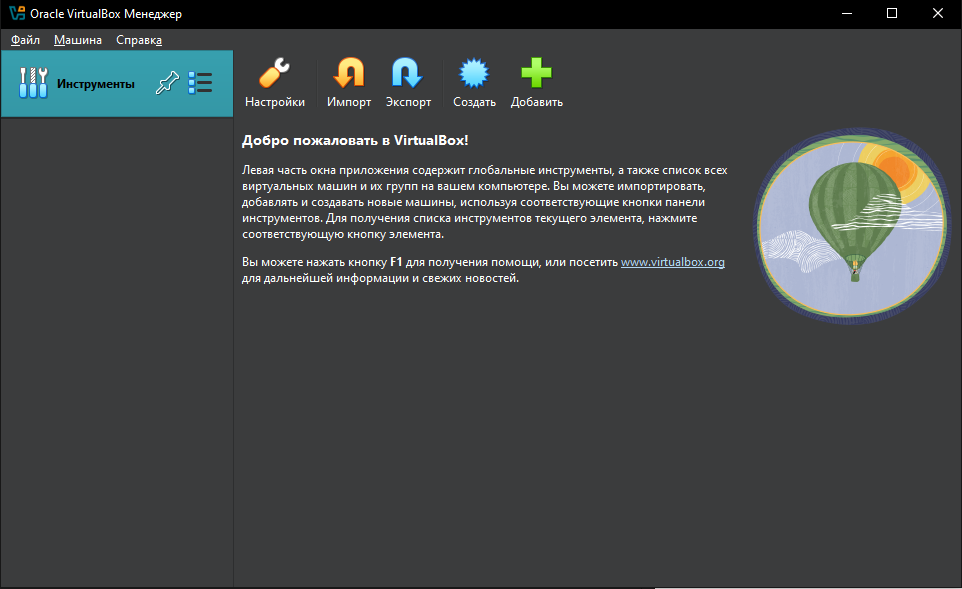 Oracle VirtualBox Менеджер
Файл Машина Справка
Инструменты
Настройки Импорт Экспорт Создать Добавить
Добро пожаловать в VirtualBox!
Левая часть окна приложения содержит глобальные инструменты, а также список всех
виртуальных машин и их групп на вашем компьютере. Вы можете импортировать,
добавлять и создавать новые машины, используя соответствующие кнопки панели
инструментов. Для получения списка инструментов текущего элемента, нажмите
соответствующую кнопку элемента.
Вы можете нажать кнопку F1 для получения помощи, или посетить www.virtualbox.org
для дальнейшей информации и свежих новостей.